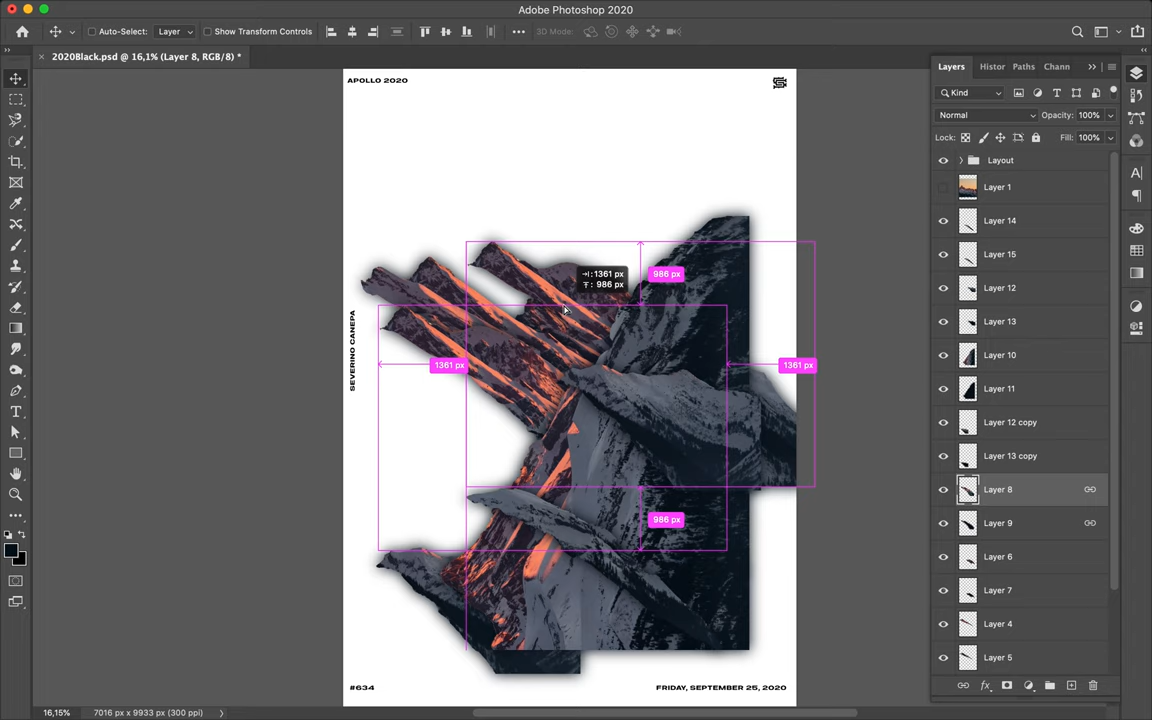 Adobe Photoshop 2020
Auto-Select: Layer Show Transform Controls ••• 3D Mode:
2020Black.psd @ 16,1% (Layer 8, RGB/8) *
Layers Histor Paths Chann
Kind
Normal Opacity: 100%
Lock: Fill: 100%
Layout
Layer 1
Layer 14
Layer 15
Layer 12
Layer 13
Layer 10
Layer 11
Layer 12 copy
Layer 13 copy
Layer 8
Layer 9
Layer 6
Layer 7
Layer 4
Layer 5
APOLLO 2020
SEVERINO CANEPA
:1361 px
: 986 px
986 px
1361 px
1361 px
986 px
#634
FRIDAY, SEPTEMBER 25, 2020
16,15% 7016 px x 9933 px (300 ppi)